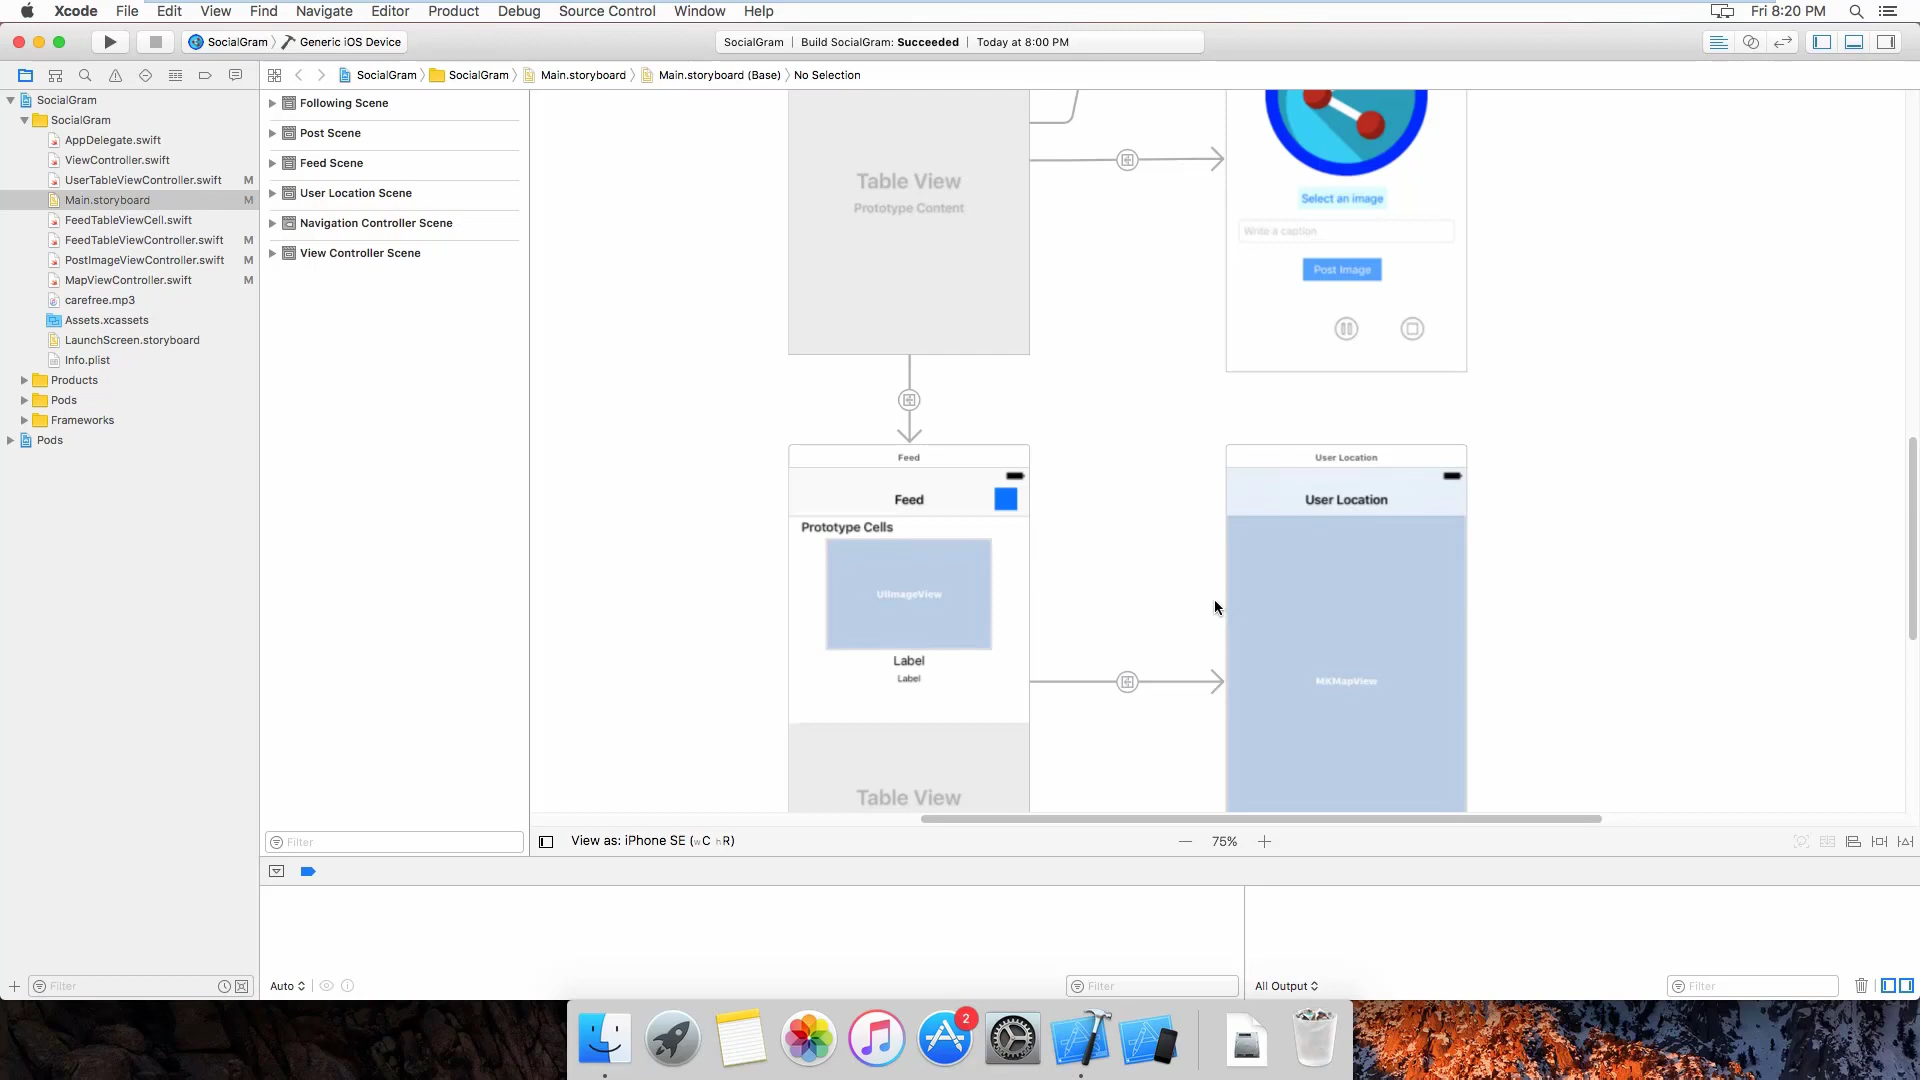 Xcode File Edit View Find Navigate Editor Product Debug Source Control Window Help Fri 8:20 PM
SocialGram Generic iOS Device
SocialGram | Build SocialGram: Succeeded | Today at 8:00 PM
SocialGram SocialGram Main.storyboard Main.storyboard (Base) No Selection
SocialGram
SocialGram
AppDelegate.swift
ViewController.swift
UserTableViewController.swift M
Main.storyboard M
FeedTableViewCell.swift
FeedTableViewController.swift M
PostImageViewController.swift M
MapViewController.swift M
carefree.mp3
Assets.xcassets
LaunchScreen.storyboard
Info.plist
Products
Pods
Frameworks
Pods
Filter
Following Scene
Post Scene
Feed Scene
User Location Scene
Navigation Controller Scene
View Controller Scene
Filter
Table View
Prototype Content
Select an image
Write a caption
Post Image
Feed
Feed
Prototype Cells
UIImageView
Label
Label
Table View
User Location
User Location
MKMapView
View as: iPhone SE (wC hR)
75%
Auto
Filter
All Output
Filter
2